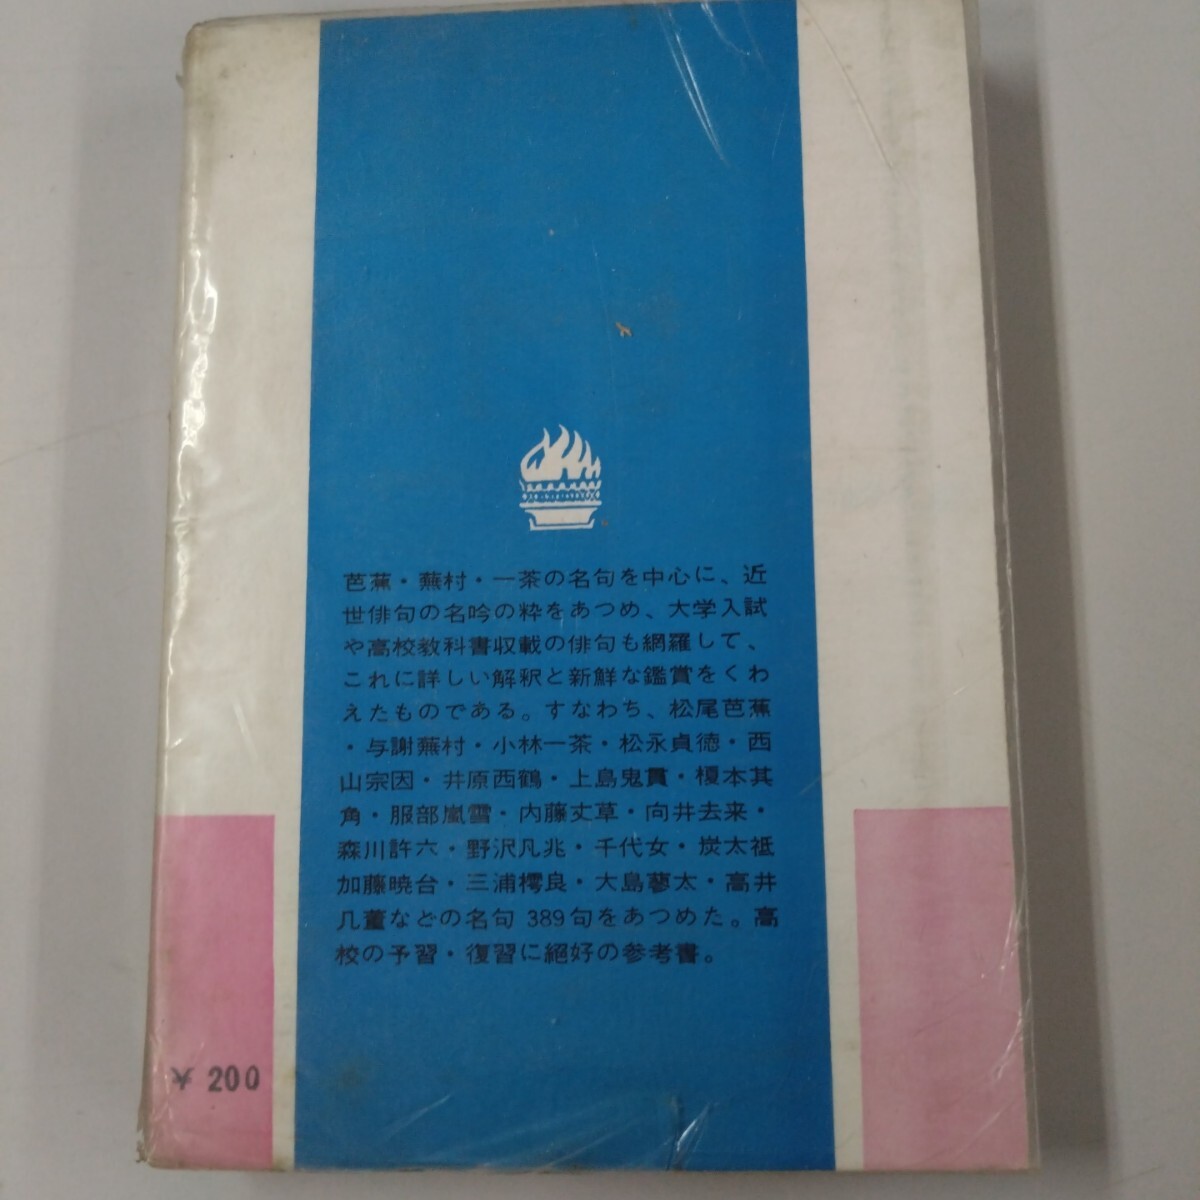 芭蕉・蕪村・一茶の名句を中心に、近
世俳句の名吟の粋をあつめ、大学入試
や高校教科書収載の俳句も網羅して、
これに詳しい解釈と新鮮な鑑賞をくわ
えたものである。すなわち、松尾芭蕉
・与謝蕪村・小林一茶・松永貞徳・西
山宗因・井原西鶴・上島鬼貫・榎本其
角・服部嵐雪・内藤丈草・向井去来・
森川許六・野沢凡兆・千代女・炭太祇
加藤暁台・三浦樗良・大島蓼太・高井
几董などの名句389句をあつめた。高
校の予習・復習に絶好の参考書。
¥ 200